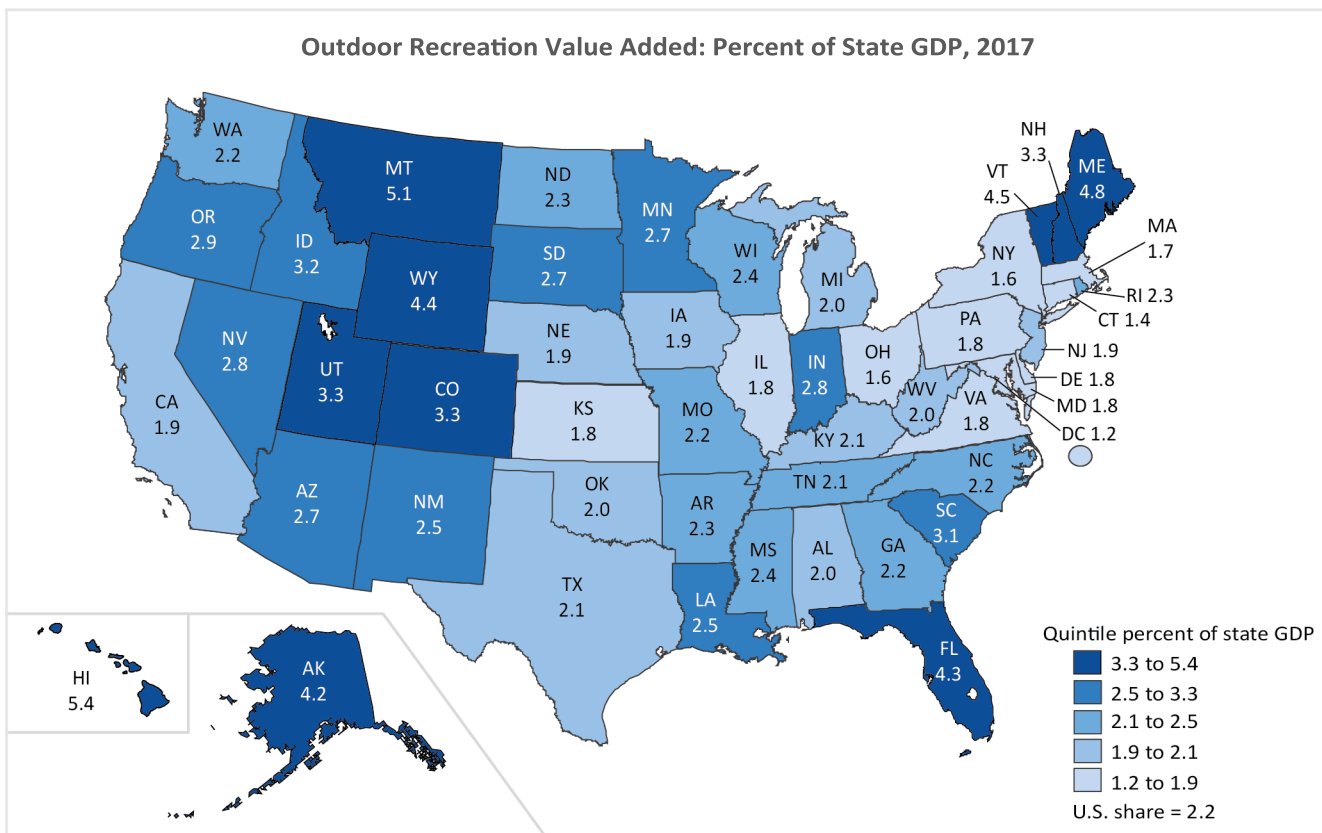 Outdoor Recreation Value Added: Percent of State GDP, 2017
WA
2.2
MT
5.1
ND
2.3
MN
2.7
NH
3.3
VT
4.5
ME
4.8
OR
2.9
ID
3.2
SD
2.7
WI
2.4
MI
2.0
NY
1.6
MA
1.7
RI 2.3
CT 1.4
WY
4.4
NE
1.9
IA
1.9
PA
1.8
NJ 1.9
NV
2.8
UT
3.3
CO
3.3
IL
1.8
IN
2.8
OH
1.6
WV
2.0
DE 1.8
MD 1.8
VA
1.8
DC 1.2
CA
1.9
KS
1.8
MO
2.2
KY 2.1
NC
2.2
TN 2.1
AZ
2.7
NM
2.5
OK
2.0
AR
2.3
SC
3.1
MS
2.4
AL
2.0
GA
2.2
TX
2.1
LA
2.5
FL
4.3
HI
5.4
AK
4.2
Quintile percent of state GDP
3.3 to 5.4
2.5 to 3.3
2.1 to 2.5
1.9 to 2.1
1.2 to 1.9
U.S. share = 2.2